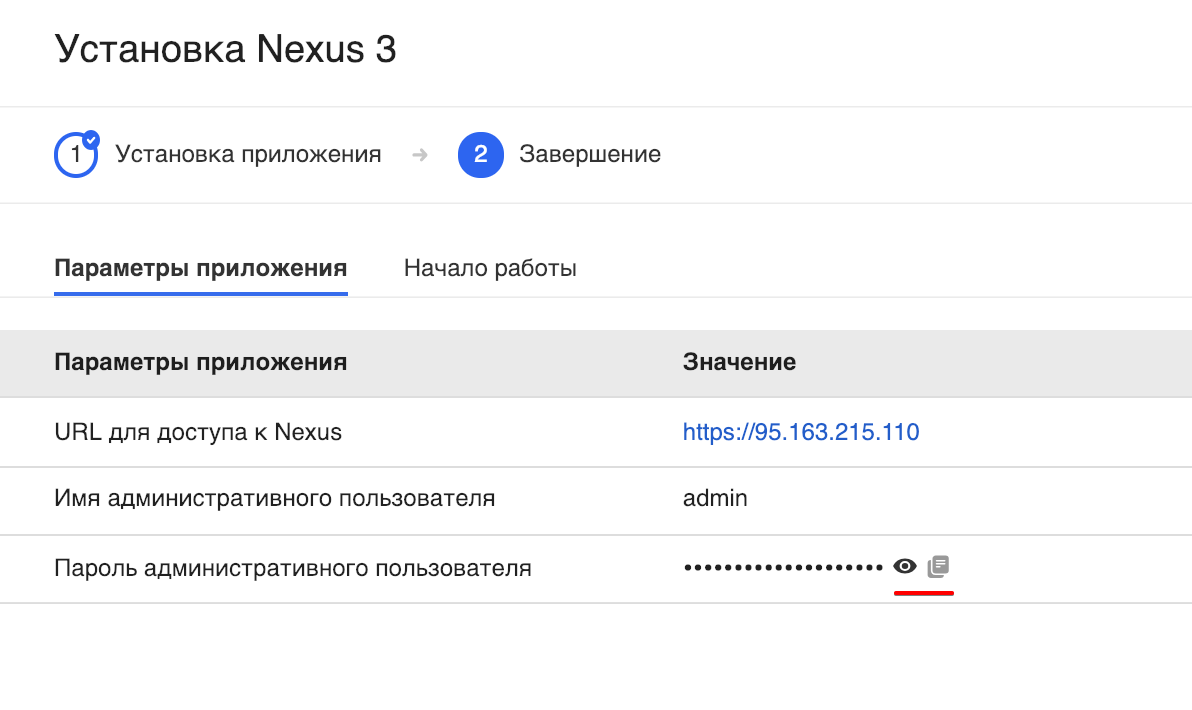 Установка Nexus 3
1 Установка приложения → 2 Завершение
Параметры приложения Начало работы
Параметры приложения Значение
URL для доступа к Nexus https://95.163.215.110
Имя административного пользователя admin
Пароль административного пользователя ••••••••••••••••••••